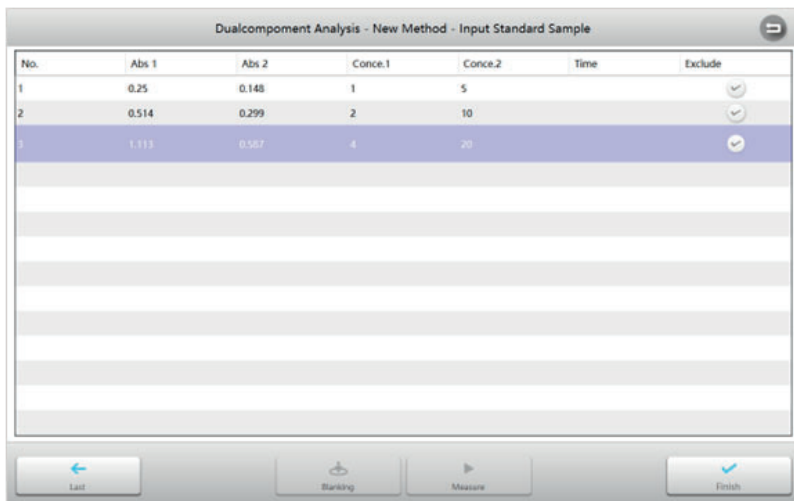 Dualcompoment Analysis - New Method - Input Standard Sample
No. Abs 1 Abs 2 Conce.1 Conce.2 Time Exclude
1 0.25 0.148 1 5
2 0.514 0.299 2 10
3 1.113 0.587 4 20
Last Blanking Measure Finish